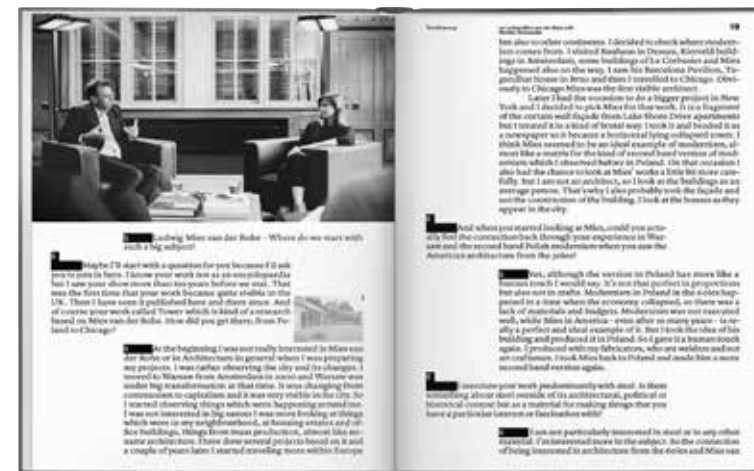 Ludwig Mies van der Rohe – Where do we start with
such a big subject?
Maybe I'll start with a question for you because I'd ask
you to join in here. I know your work not as an encyclopaedia
but I saw your show more than ten years before we met. That
was the first time that your work became quite visible in the
UK. Then I have seen it published here and there since. And
of course your work called Tower which is kind of a research
based on Mies van der Rohe. How did you get there, from Po-
land to Chicago?
At the beginning I was not really interested in Mies van
der Rohe or in Architecture in general when I was preparing
my projects. I was rather observing the city and its changes. I
moved to Warsaw from Amsterdam in 2000 and Warsaw was
under big transformation at that time. It was changing from
communism to capitalism and it was very visible in the city. So
I started observing things which were happening around me.
I was not interested in big names I was more looking at things
which were in my neighbourhood, at housing estates and of-
fice buildings, things from mass production, almost like no-
name architecture. I have done several projects based on it and
a couple of years later I started traveling more within Europe
19
but also to other continents. I decided to check where modern-
ism comes from. I visited Bauhaus in Dessau, Rietveld build-
ings in Amsterdam, some buildings of Le Corbusier and Mies
happened also on the way. I saw his Barcelona Pavilion, Tu-
gendhat house in Brno and then I travelled to Chicago. Obvi-
ously in Chicago Mies was the first visible architect.
Later I had the occasion to do a bigger project in New
York and I decided to pick Mies for that work. It is a fragment
of the curtain wall façade from Lake Shore Drive apartments
but I treated it in a kind of brutal way. I took it and bended it as
a newspaper so it became a horizontal lying collapsed tower. I
think Mies seemed to be an ideal example of modernism, al-
most like a matrix for the kind of second hand version of mod-
ernism which I observed before in Poland. On that occasion I
also had the chance to look at Mies' works a little bit more care-
fully. But I am not an architect, so I look at the buildings as an
average person. That's why I also probably took the façade and
not the construction of the building. I look at the houses as they
appear in the city.
And when you started looking at Mies, could you actu-
ally feel the connection back through your experience in War-
saw and the second hand Polish modernism when you saw the
American architecture from the
Yes, although the version in Poland has more like a
human touch I would say. It's not that perfect in proportions
but also not in crafts. Modernism in Poland in the
pened in a time when the economy collapsed, so there was a
lack of materials and budgets. Modernism was not executed
well, while Mies in America – even after so many years – is re-
ally a perfect and ideal example of it. But I took the idea of his
building and produced it in Poland. So I gave it a human touch
again. I produced with my fabricators, who are welders and not
art craftsmen. I took Mies back to Poland and made him a more
second hand version again.
I associate your work predominantly with steel. Is there
something about steel outside of its architectural, political or
historical context but as a material for making things that you
have a particular interest or fascination with?
I am not particularly interested in steel or in any other
material. I'm interested more in the subject. So the connection
of being interested in architecture from the and Mies van